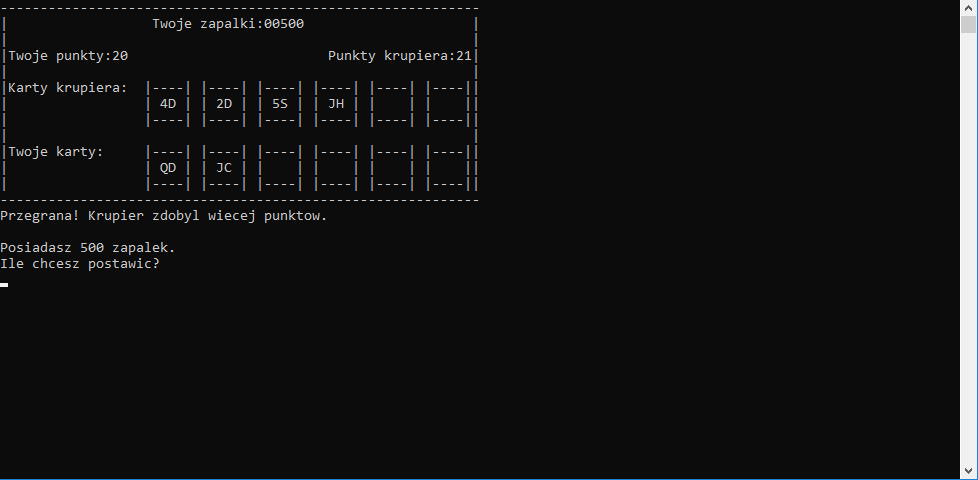 ------------------------------------------------------------
|                  Twoje zapalki:00500                     |
|                                                          |
|Twoje punkty:20                         Punkty krupiera:21|
|                                                          |
|Karty krupiera:  |----| |----| |----| |----| |----| |----||
|                 | 4D | | 2D | | 5S | | JH | |    | |    ||
|                 |----| |----| |----| |----| |----| |----||
|                                                          |
|Twoje karty:     |----| |----| |----| |----| |----| |----||
|                 | QD | | JC | |    | |    | |    | |    ||
|                 |----| |----| |----| |----| |----| |----||
------------------------------------------------------------
Przegrana! Krupier zdobyl wiecej punktow.

Posiadasz 500 zapalek.
Ile chcesz postawic?